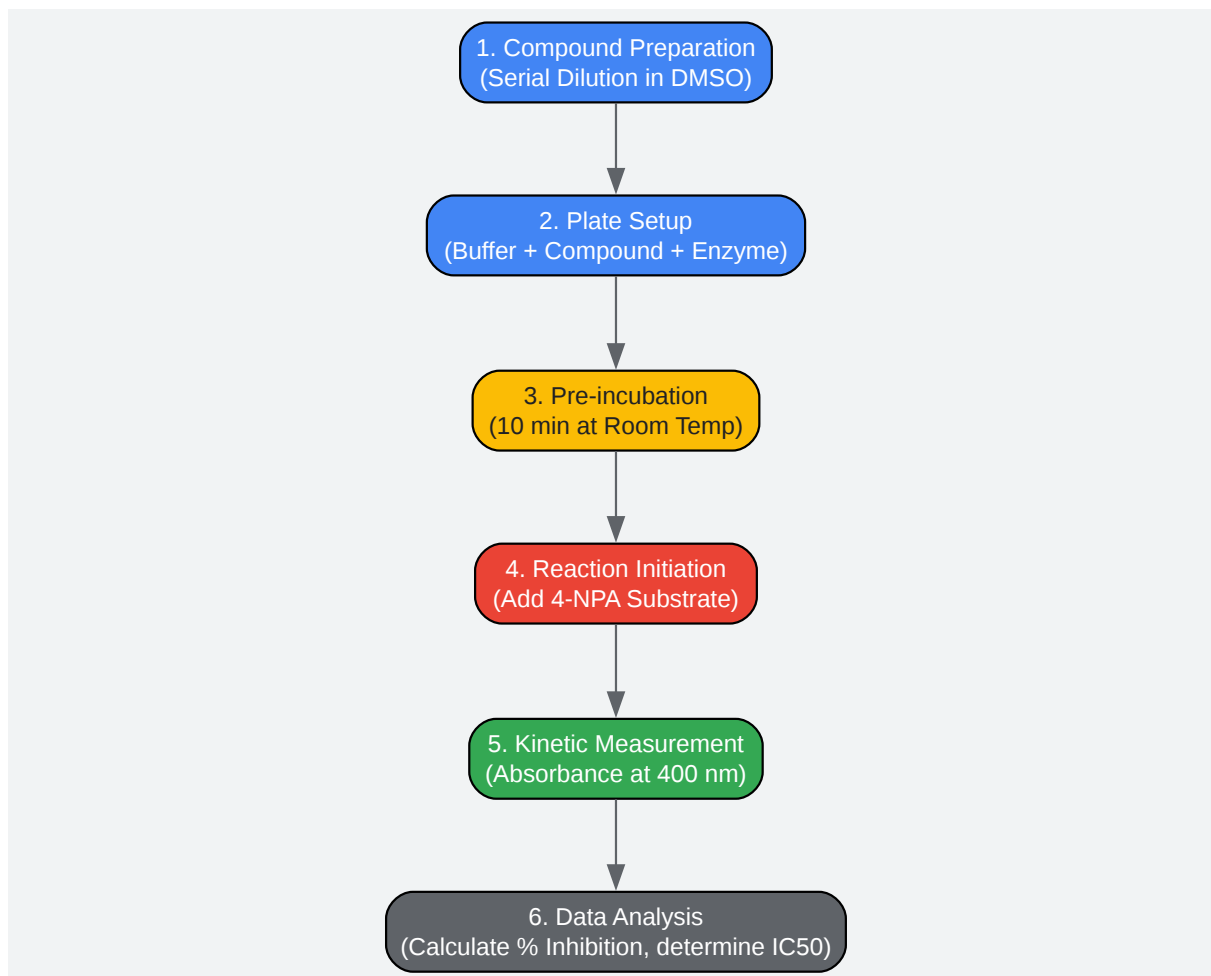 1. Compound Preparation
(Serial Dilution in DMSO)
2. Plate Setup
(Buffer + Compound + Enzyme)
3. Pre-incubation
(10 min at Room Temp)
4. Reaction Initiation
(Add 4-NPA Substrate)
5. Kinetic Measurement
(Absorbance at 400 nm)
6. Data Analysis
(Calculate % Inhibition, determine IC50)